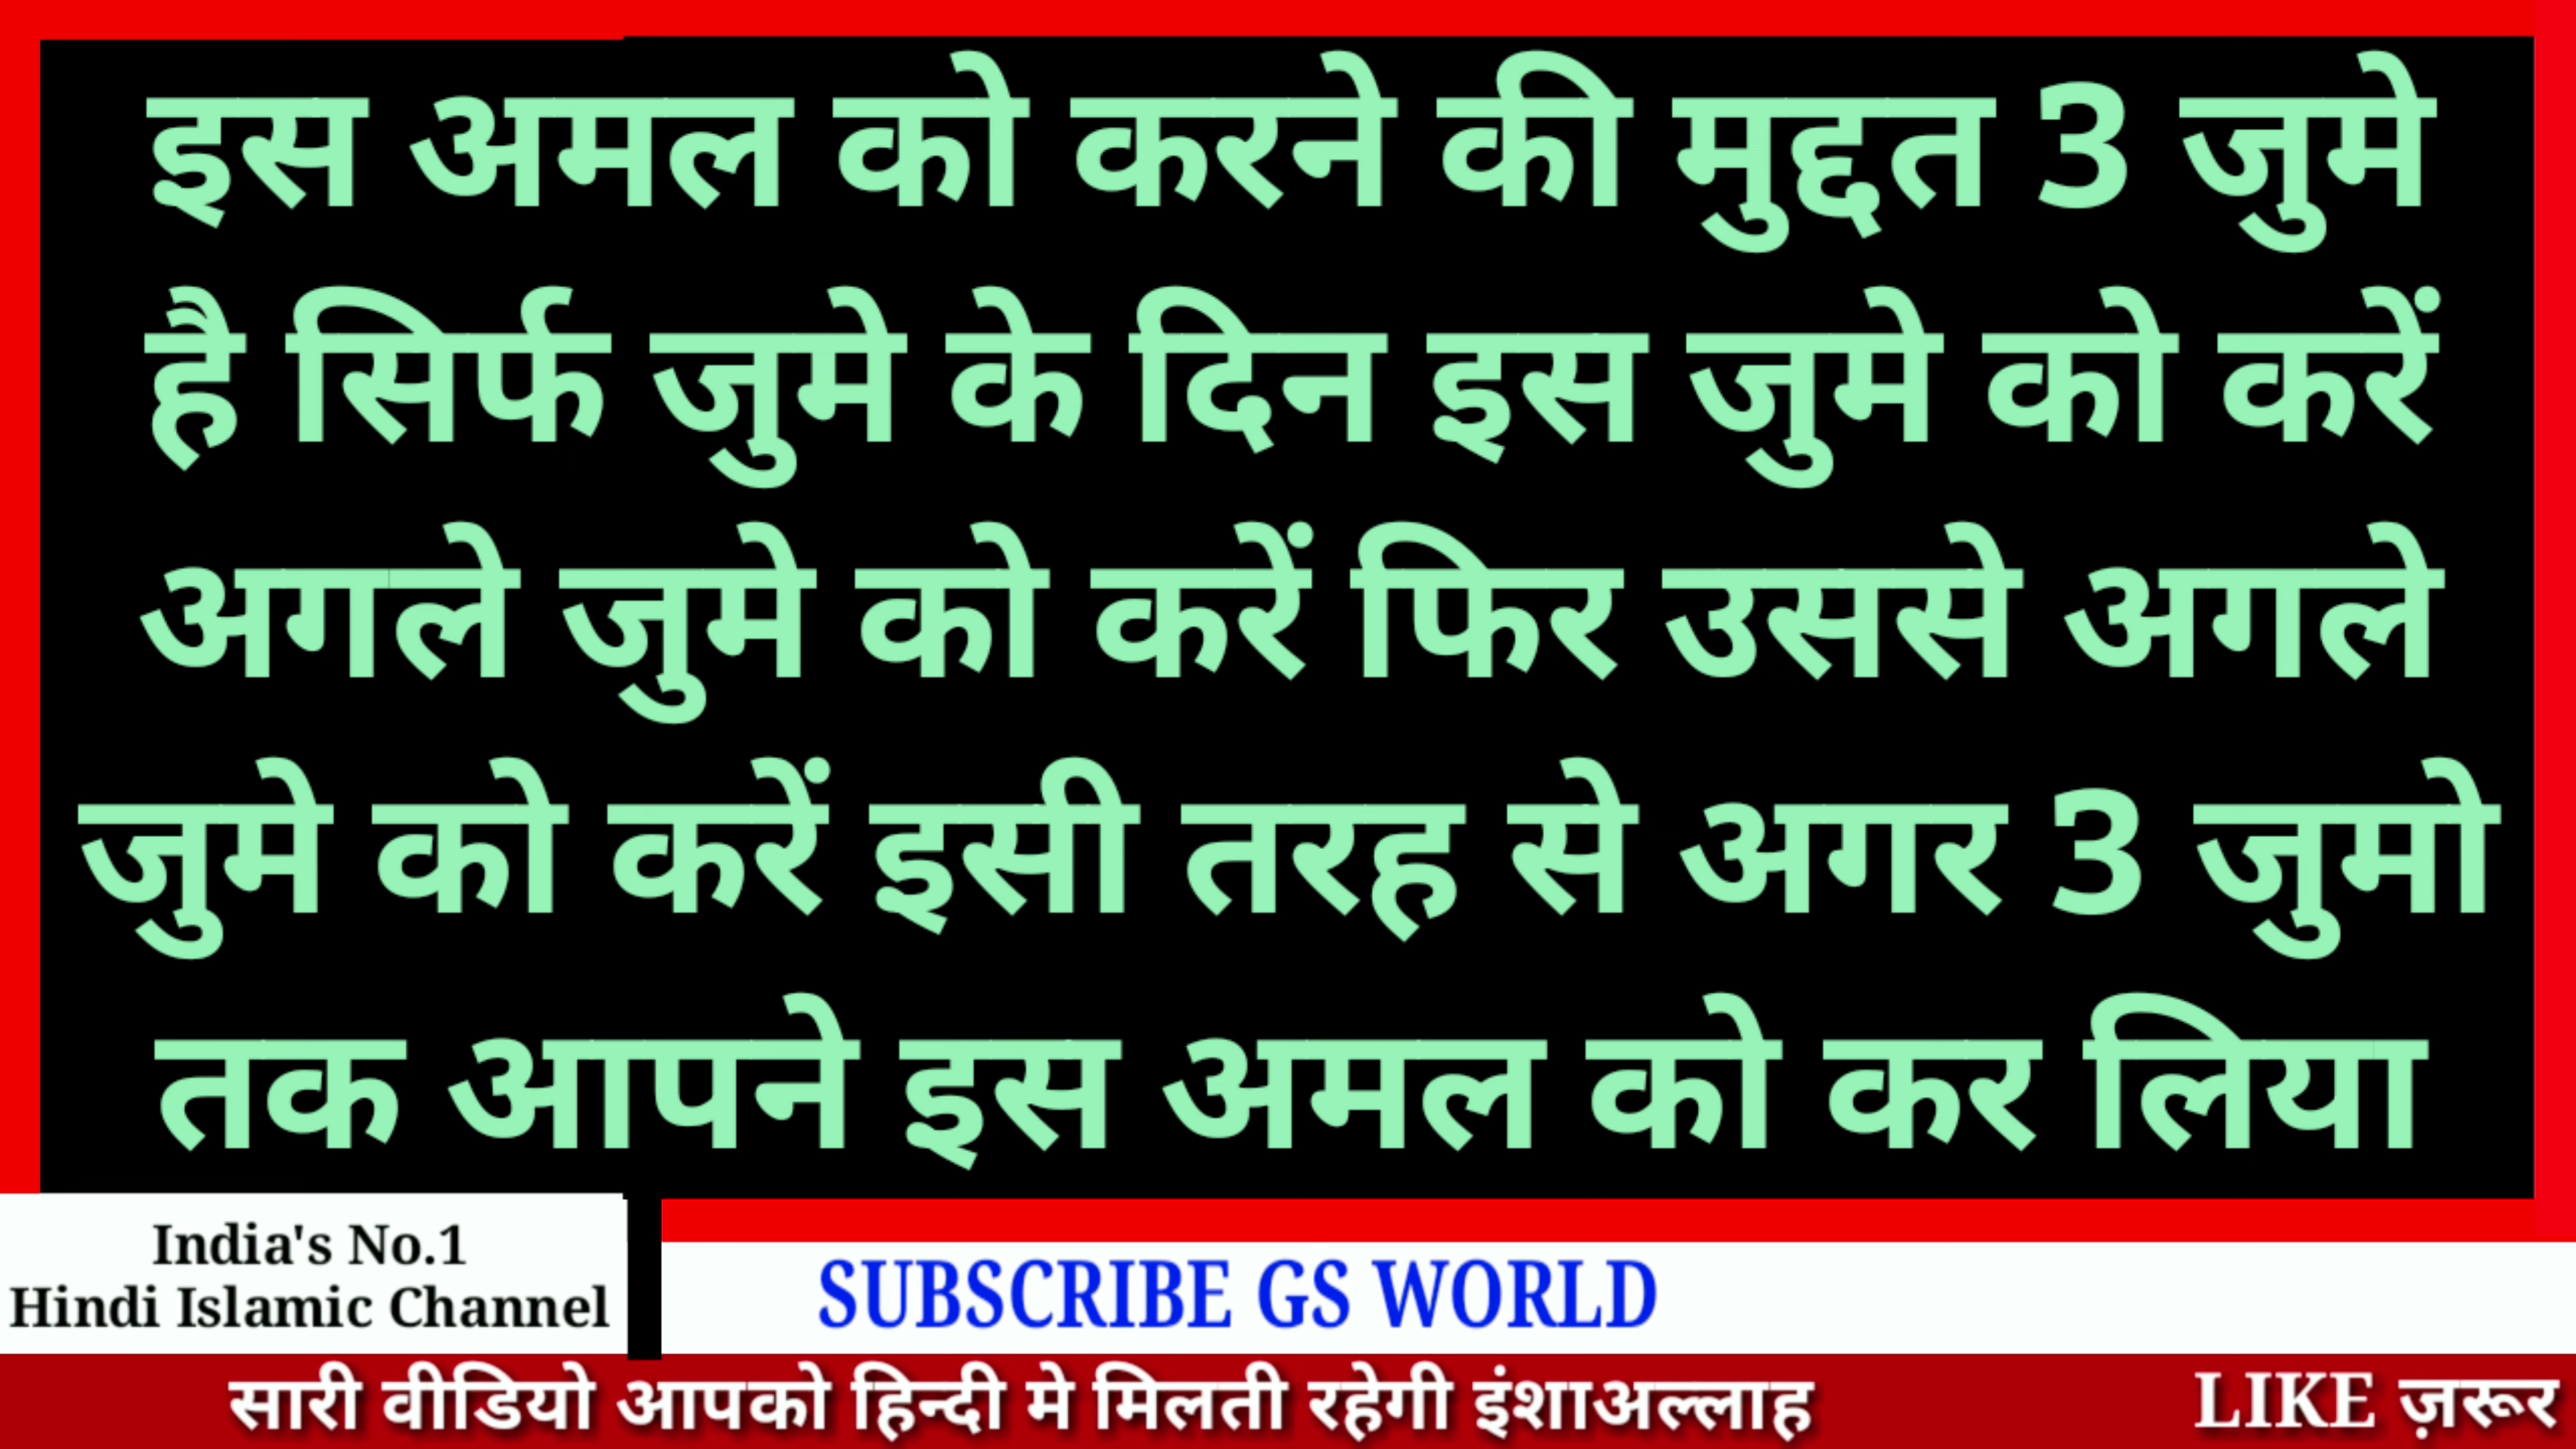 इस अमल को करने की मुद्दत 3 जुमे
है सिर्फ जुमे के दिन इस जुमे को करें
अगले जुमे को करें फिर उससे अगले
जुमे को करें इसी तरह से अगर 3 जुमो
तक आपने इस अमल को कर लिया
India's No.1
Hindi Islamic Channel
SUBSCRIBE GS WORLD
सारी वीडियो आपको हिन्दी मे मिलती रहेगी इंशाअल्लाह
LIKE ज़रूर